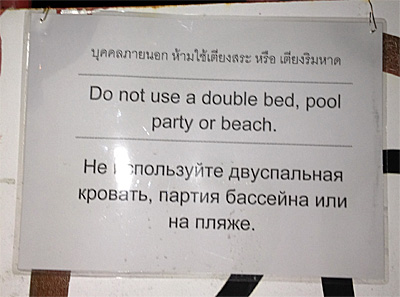 บุคคลภายนอก ห้ามใช้เตียงสระ หรือ เตียงริมหาด
Do not use a double bed, pool
party or beach.
Не используйте двуспальная
кровать, партия бассейна или
на пляже.